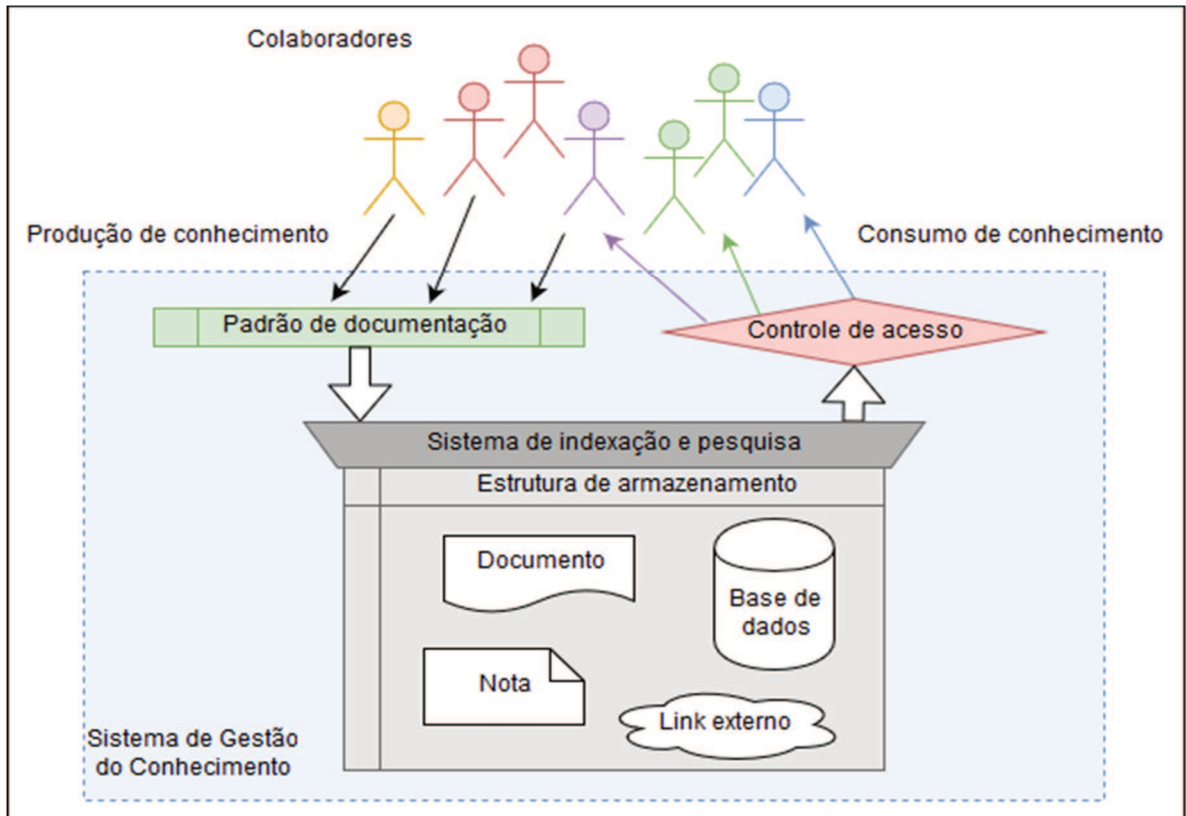 Colaboradores
Produção de conhecimento
Consumo de conhecimento
Padrão de documentação
Controle de acesso
Sistema de indexação e pesquisa
Estrutura de armazenamento
Documento
Base de
dados
Nota
Link externo
Sistema de Gestão
do Conhecimento